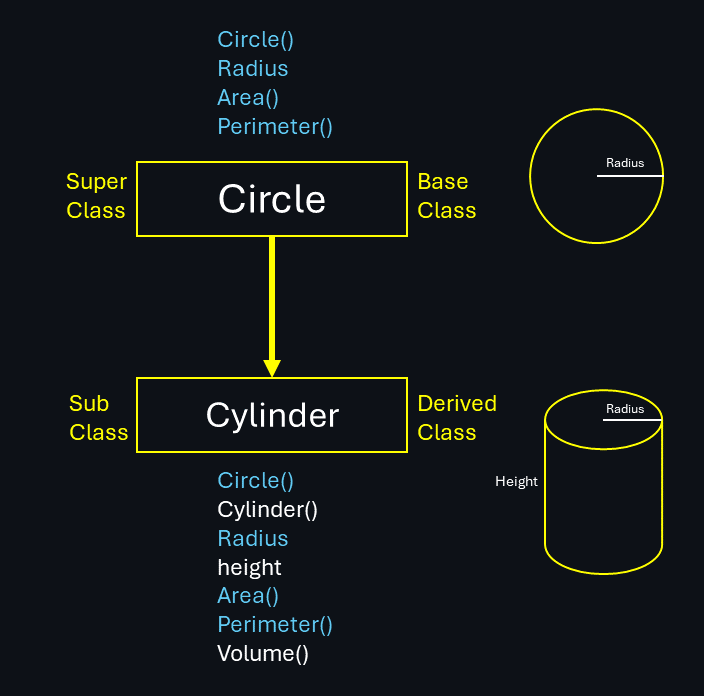 Circle()
Radius
Area()
Perimeter()
Super
Class
Circle
Base
Class
Radius
Sub
Class
Cylinder
Derived
Class
Radius
Height
Circle()
Cylinder()
Radius
height
Area()
Perimeter()
Volume()